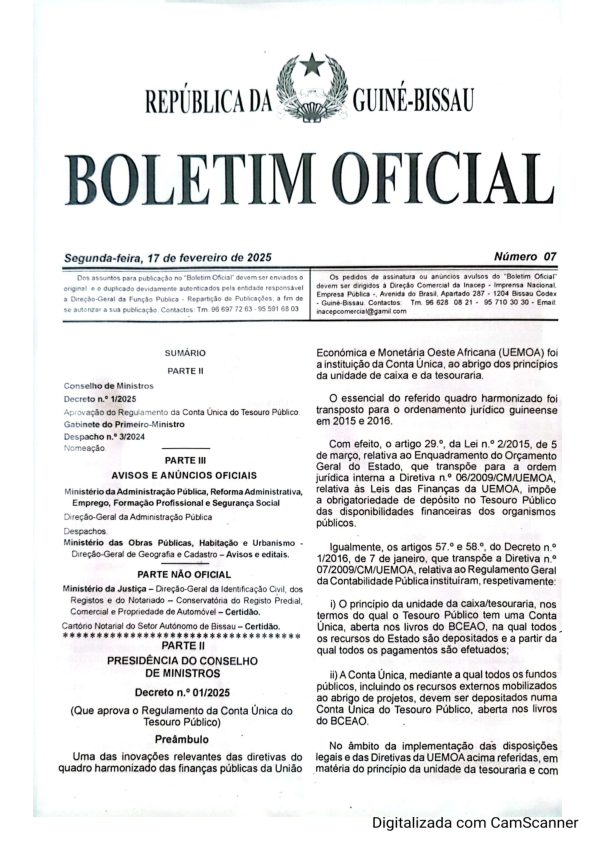 REPÚBLICA DA GUINÉ-BISSAU
BOLETIM OFICIAL
Segunda-feira, 17 de fevereiro de 2025
Número 07
Dos assuntos para publicação no "Boletim Oficial" devem ser enviados o
original e o duplicado devidamente autenticados pela entidade responsável
a Direção-Geral da Função Pública - Repartição de Publicações, a fim de
se autorizar a sua publicação Contactos: Tm: 96 697 72 63 - 95 591 68 03
Os pedidos de assinatura ou anúncios avulsos do "Boletim Oficial"
devem ser dirigidos à Direção Comercial da Inacep - Imprensa Nacional,
Empresa Pública -, Avenida do Brasil, Apartado 287 - 1204 Bissau Codex
- Guiné-Bissau. Contactos: Tm. 96 628 08 21 - 95 710 30 30 - Email:
inacepcomercial@gamil.com
SUMÁRIO
PARTE II
Conselho de Ministros
Decreto n.º 1/2025
Aprovação do Regulamento da Conta Única do Tesouro Público.
Gabinete do Primeiro-Ministro
Despacho n.º 3/2024
Nomeação.
PARTE III
AVISOS E ANÚNCIOS OFICIAIS
Ministério da Administração Pública, Reforma Administrativa,
Emprego, Formação Profissional e Segurança Social
Direção-Geral da Administração Pública
Despachos.
Ministério das Obras Públicas, Habitação e Urbanismo -
Direção-Geral de Geografia e Cadastro – Avisos e editais.
PARTE NÃO OFICIAL
Ministério da Justiça – Direção-Geral da Identificação Civil, dos
Registos e do Notariado – Conservatória do Registo Predial,
Comercial e Propriedade de Automóvel – Certidão.
Cartório Notarial do Setor Autónomo de Bissau – Certidão.
************************************
PARTE II
PRESIDÊNCIA DO CONSELHO
DE MINISTROS
Decreto n.º 01/2025
(Que aprova o Regulamento da Conta Única do
Tesouro Público)
Preâmbulo
Uma das inovações relevantes das diretivas do
quadro harmonizado das finanças públicas da União
Económica e Monetária Oeste Africana (UEMOA) foi
a instituição da Conta Única, ao abrigo dos princípios
da unidade de caixa e da tesouraria.
O essencial do referido quadro harmonizado foi
transposto para o ordenamento jurídico guineense
em 2015 e 2016.
Com efeito, o artigo 29.º, da Lei n.º 2/2015, de 5
de março, relativa ao Enquadramento do Orçamento
Geral do Estado, que transpõe para a ordem
jurídica interna a Diretiva n.º 06/2009/CM/UEMOA,
relativa às Leis das Finanças da UEMOA, impõe
a obrigatoriedade de depósito no Tesouro Público
das disponibilidades financeiras dos organismos
públicos.
Igualmente, os artigos 57.º e 58.º, do Decreto n.º
1/2016, de 7 de janeiro, que transpõe a Diretiva n.º
07/2009/CM/UEMOA, relativa ao Regulamento Geral
da Contabilidade Pública instituíram, respetivamente:
i) O princípio da unidade da caixa/tesouraria, nos
termos do qual o Tesouro Público tem uma Conta
Única, aberta nos livros do BCEAO, na qual todos
os recursos do Estado são depositados e a partir da
qual todos os pagamentos são efetuados;
ii) A Conta Única, mediante a qual todos os fundos
públicos, incluindo os recursos externos mobilizados
ao abrigo de projetos, devem ser depositados numa
Conta Única do Tesouro Público, aberta nos livros
do BCEAO.
No âmbito da implementação das disposições
legais e das Diretivas da UEMOA acima referidas, em
matéria do princípio da unidade da tesouraria e com
Digitalizada com CamScanner